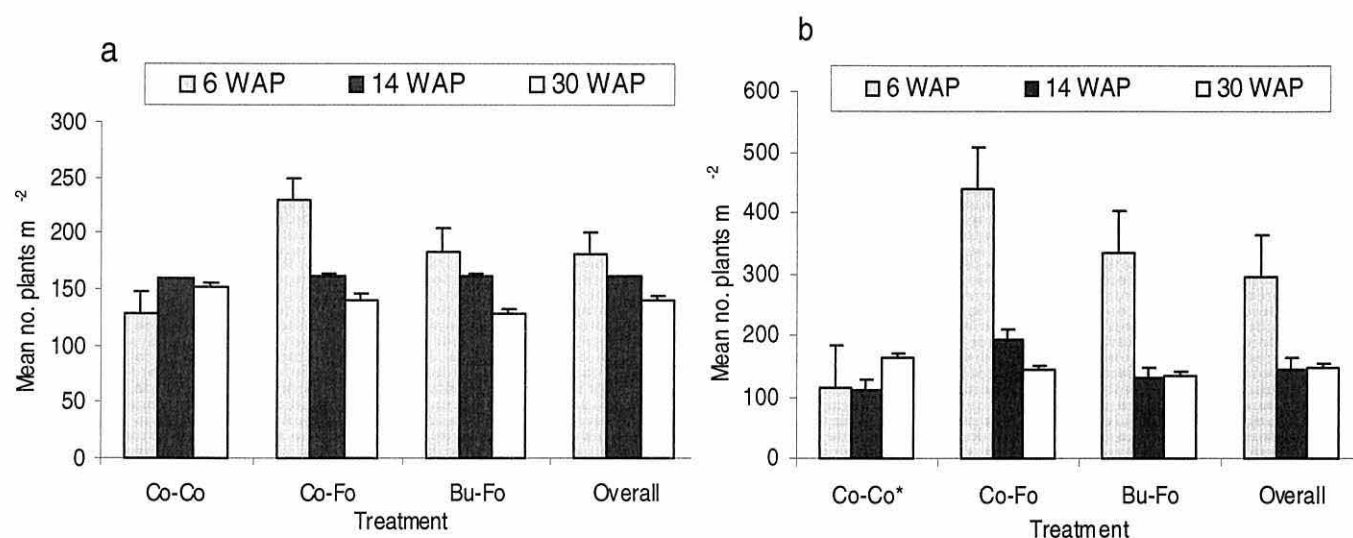 a
6 WAP 14 WAP 30 WAP
300
250
200
150
100
50
0
Mean no. plants m -2
Co-Co Co-Fo Bu-Fo Overall
Treatment
b
6 WAP 14 WAP 30 WAP
600
500
400
300
200
100
0
Mean no. plants m -2
Co-Co* Co-Fo Bu-Fo Overall
Treatment